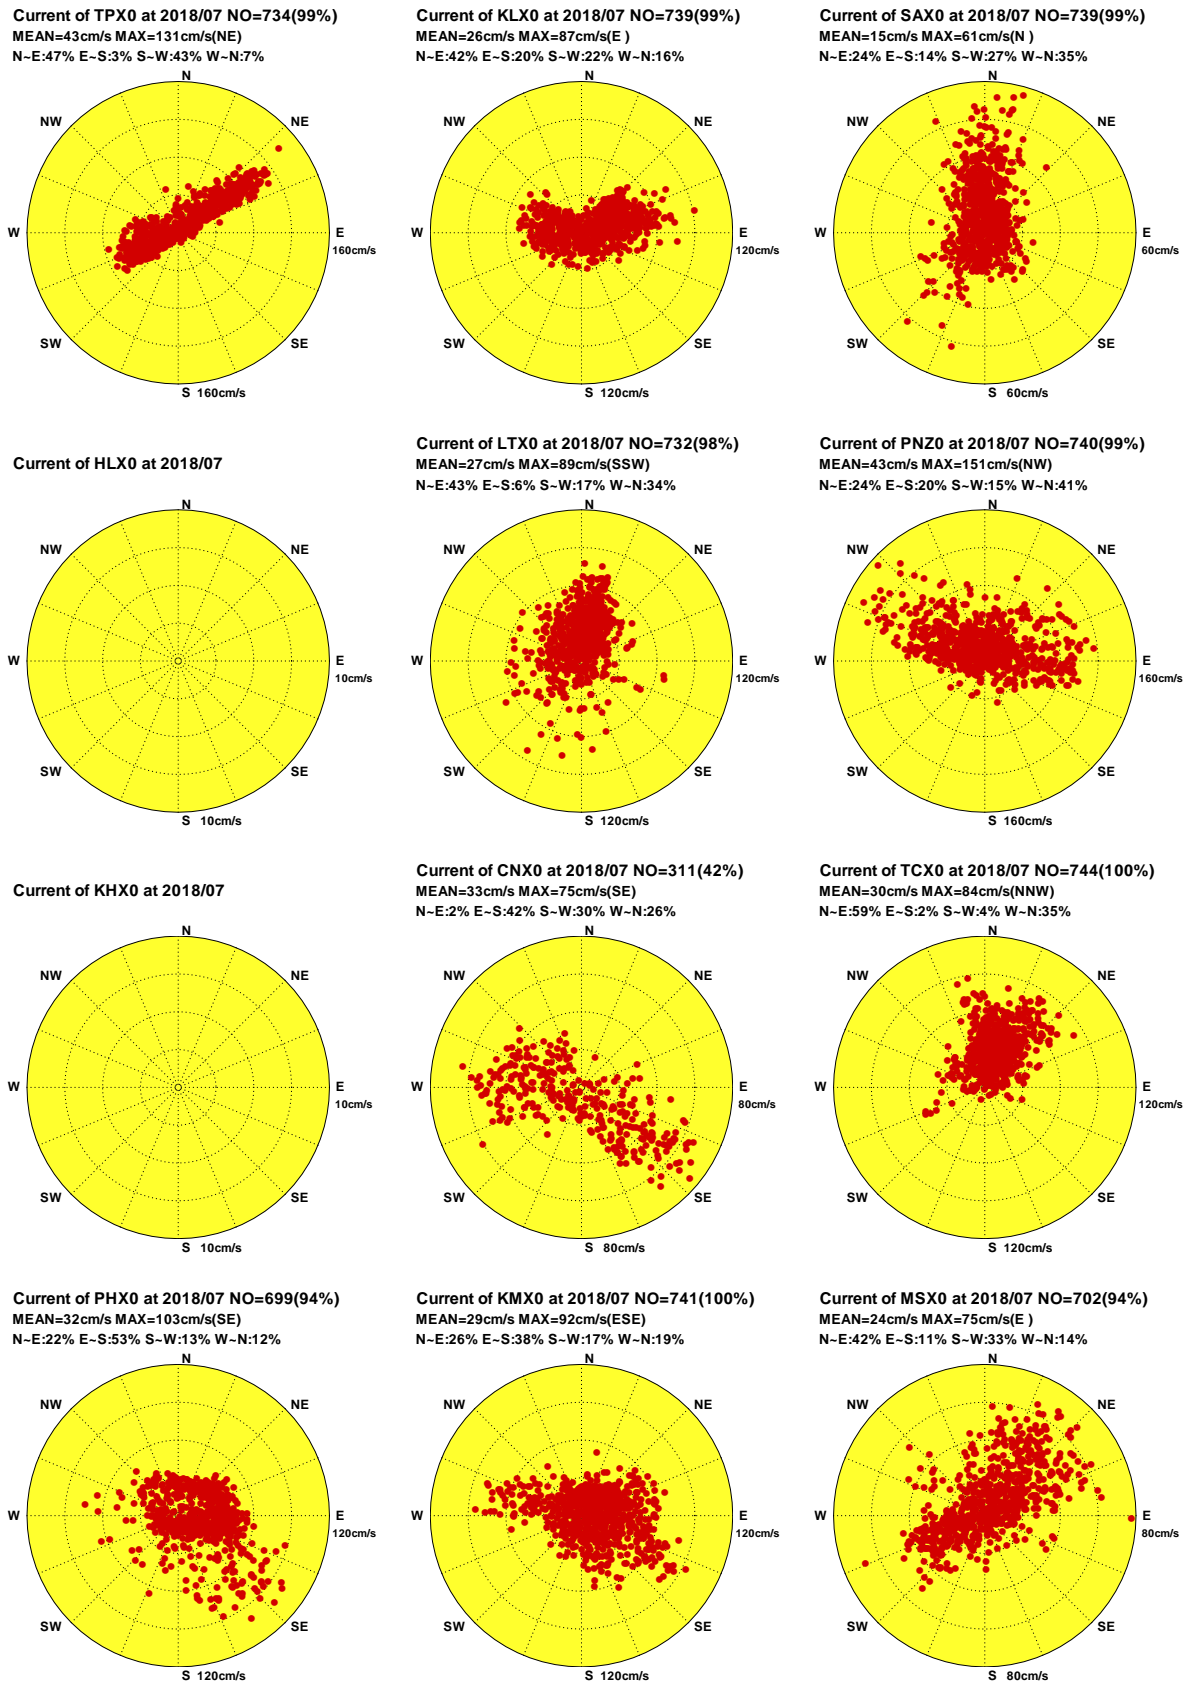 Current of TPX0 at 2018/07 NO=734(99%)
MEAN=43cm/s MAX=131cm/s(NE)
N~E:47% E~S:3% S~W:43% W~N:7%
N
NW
NE
W
E
160cm/s
SW
SE
S 160cm/s
Current of KLX0 at 2018/07 NO=739(99%)
MEAN=26cm/s MAX=87cm/s(E )
N~E:42% E~S:20% S~W:22% W~N:16%
N
NW
NE
W
E
120cm/s
SW
SE
S 120cm/s
Current of SAX0 at 2018/07 NO=739(99%)
MEAN=15cm/s MAX=61cm/s(N )
N~E:24% E~S:14% S~W:27% W~N:35%
N
NW
NE
W
E
60cm/s
SW
SE
S 60cm/s
Current of HLX0 at 2018/07
N
NW
NE
W
E
10cm/s
SW
SE
S 10cm/s
Current of LTX0 at 2018/07 NO=732(98%)
MEAN=27cm/s MAX=89cm/s(SSW)
N~E:43% E~S:6% S~W:17% W~N:34%
N
NW
NE
W
E
120cm/s
SW
SE
S 120cm/s
Current of PNZ0 at 2018/07 NO=740(99%)
MEAN=43cm/s MAX=151cm/s(NW)
N~E:24% E~S:20% S~W:15% W~N:41%
N
NW
NE
W
E
160cm/s
SW
SE
S 160cm/s
Current of KHX0 at 2018/07
N
NW
NE
W
E
10cm/s
SW
SE
S 10cm/s
Current of CNX0 at 2018/07 NO=311(42%)
MEAN=33cm/s MAX=75cm/s(SE)
N~E:2% E~S:42% S~W:30% W~N:26%
N
NW
NE
W
E
80cm/s
SW
SE
S 80cm/s
Current of TCX0 at 2018/07 NO=744(100%)
MEAN=30cm/s MAX=84cm/s(NNW)
N~E:59% E~S:2% S~W:4% W~N:35%
N
NW
NE
W
E
120cm/s
SW
SE
S 120cm/s
Current of PHX0 at 2018/07 NO=699(94%)
MEAN=32cm/s MAX=103cm/s(SE)
N~E:22% E~S:53% S~W:13% W~N:12%
N
NW
NE
W
E
120cm/s
SW
SE
S 120cm/s
Current of KMX0 at 2018/07 NO=741(100%)
MEAN=29cm/s MAX=92cm/s(ESE)
N~E:26% E~S:38% S~W:17% W~N:19%
N
NW
NE
W
E
120cm/s
SW
SE
S 120cm/s
Current of MSX0 at 2018/07 NO=702(94%)
MEAN=24cm/s MAX=75cm/s(E )
N~E:42% E~S:11% S~W:33% W~N:14%
N
NW
NE
W
E
80cm/s
SW
SE
S 80cm/s